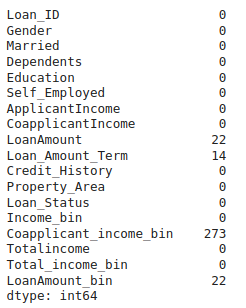 Loan_ID 0
Gender 0
Married 0
Dependents 0
Education 0
Self_Employed 0
ApplicantIncome 0
CoapplicantIncome 0
LoanAmount 22
Loan_Amount_Term 14
Credit_History 0
Property_Area 0
Loan_Status 0
Income_bin 0
Coapplicant_income_bin 273
Totalincome 0
Total_income_bin 0
LoanAmount_bin 22
dtype: int64